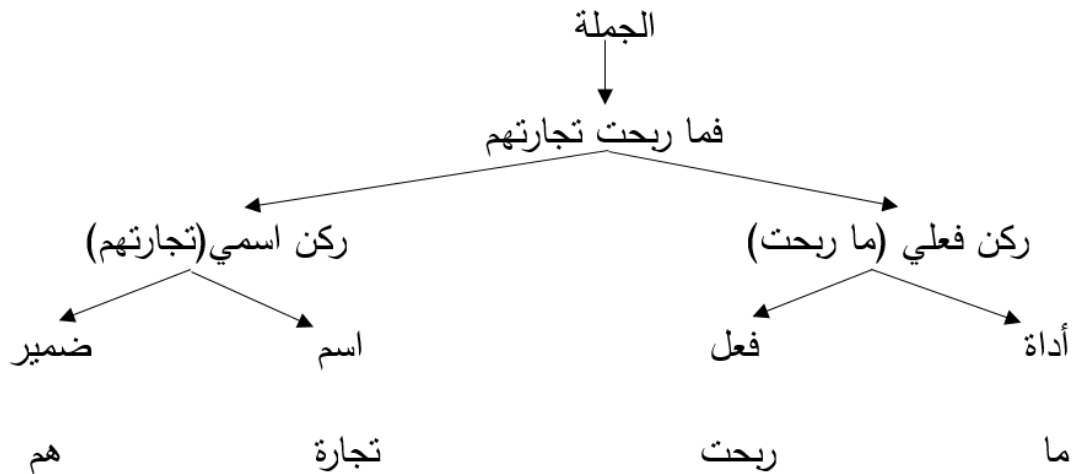 الجملة
فما ربحت تجارتهم
ركن فعلي (ما ربحت) ركن اسمي(تجارتهم)
أداة فعل اسم ضمير
ما ربحت تجارة هم